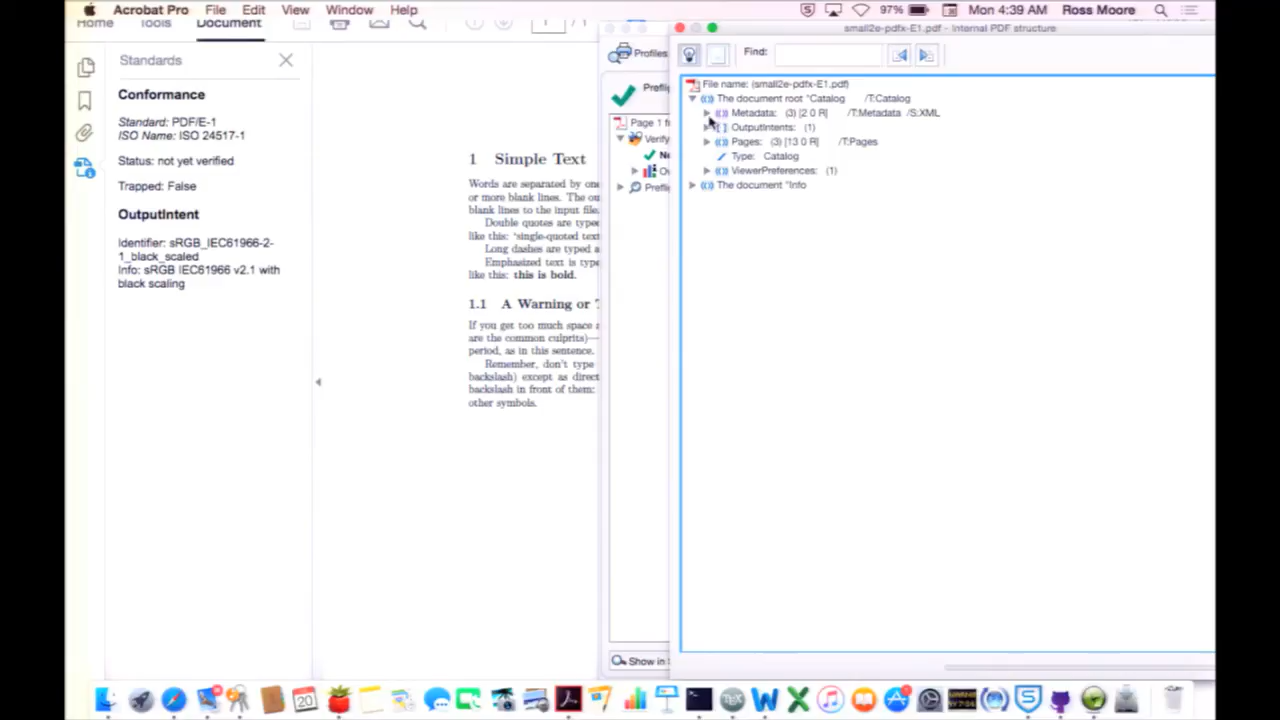 Acrobat Pro File Edit View Window Help
97% Mon 4:39 AM Ross Moore
Home Tools Document
Standards
Conformance
Standard: PDF/E-1
ISO Name: ISO 24517-1
Status: not yet verified
Trapped: False
OutputIntent
Identifier: sRGB_IEC61966-2-
1_black_scaled
Info: sRGB IEC61966 v2.1 with
black scaling
1 Simple Text
Words are separated by one
or more blank lines. The ou
blank lines to the input file.
Double quotes are typed
like this: 'single-quoted text
Long dashes are typed a
Emphasized text is type
like this: this is bold.
1.1 A Warning or T
If you get too much space a
are the common culprits)—
period, as in this sentence.
Remember, don't type
backslash) except as direct
backslash in front of them:
other symbols.
Profiles
Prefli
Page 1 fr
Verify
No
Ou
Prefli
Show in
small2e-pdfx-E1.pdf - Internal PDF structure
Find:
File name: (small2e-pdfx-E1.pdf)
The document root "Catalog /T:Catalog
Metadata: (3) [2 0 R] /T:Metadata /S:XML
OutputIntents: (1)
Pages: (3) [13 0 R] /T:Pages
Type: Catalog
ViewerPreferences: (1)
The document "Info
20